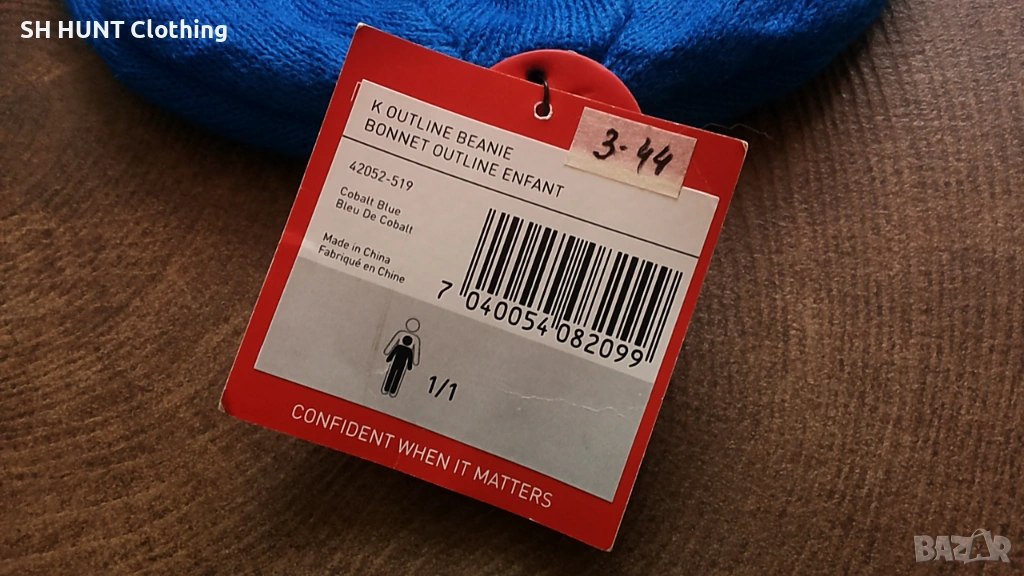 SH HUNT Clothing
K OUTLINE BEANIE
BONNET OUTLINE ENFANT
3-44
42052-519
Cobalt Blue
Bleu De Cobalt
Made in China
Fabriqué en Chine
7 040054 082099
1/1
CONFIDENT WHEN IT MATTERS
BAZAR